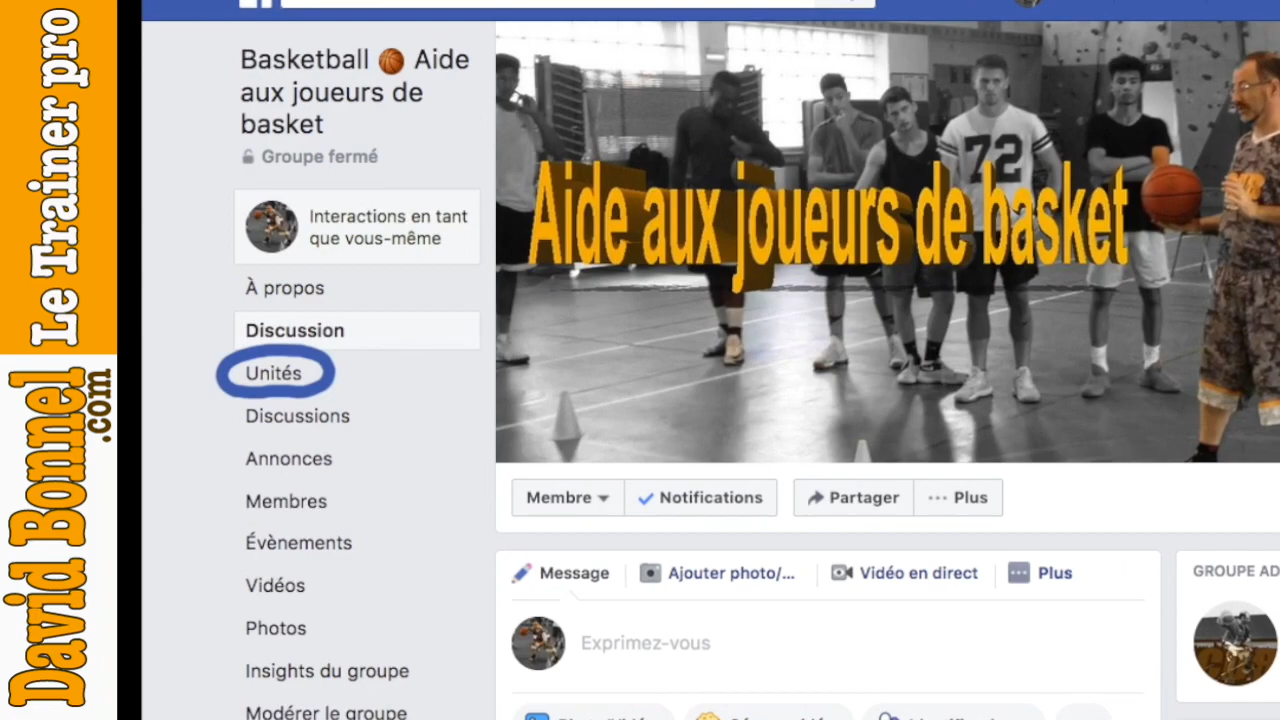 Le Trainer pro
David Bonnel
.com
Basketball 🏀 Aide
aux joueurs de
basket
Groupe fermé
Interactions en tant
que vous-même
À propos
Discussion
Unités
Discussions
Annonces
Membres
Évènements
Vidéos
Photos
Insights du groupe
Modérer le groupe
72
Aide aux joueurs de basket
Membre
Notifications
Partager
Plus
Message
Ajouter photo/...
Vidéo en direct
Plus
Exprimez-vous
GROUPE AD